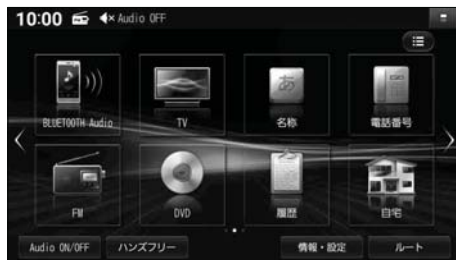 10:00 Audio OFF
あ
BLUETOOTH Audio TV 名称 電話番号
FM DVD 履歴 自宅
Audio ON/OFF ハンズフリー 情報・設定 ルート